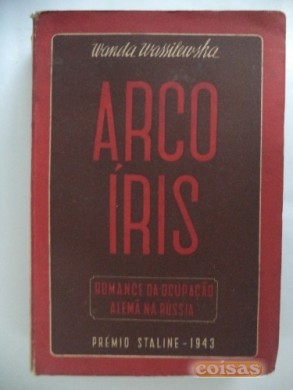 Wanda Wassilewska
ARCO
ÍRIS
ROMANCE DA OCUPAÇÃO
ALEMÃ NA RÚSSIA
PRÉMIO STALINE - 1943
coisas